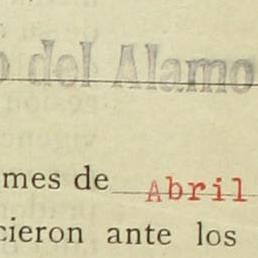 o del Alamo
mes de Abril
cieron ante los